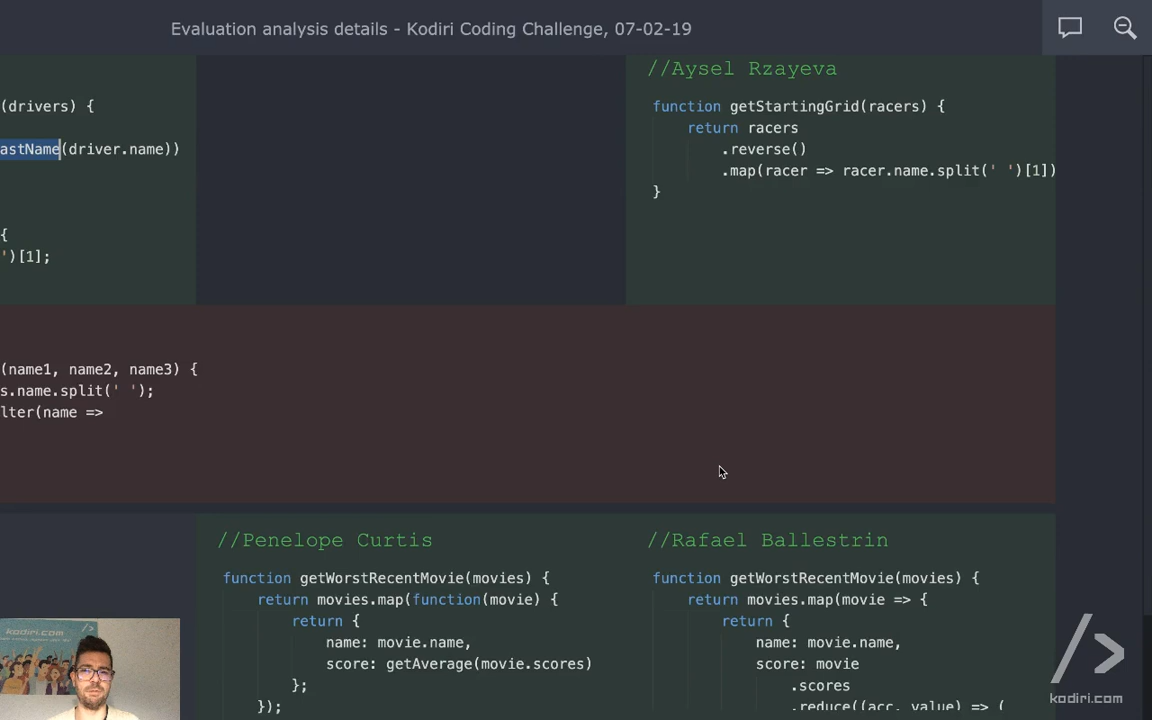 Evaluation analysis details - Kodiri Coding Challenge, 07-02-19
(drivers) {
astName(driver.name))
{
')[1];
//Aysel Rzayeva
function getStartingGrid(racers) {
return racers
.reverse()
.map(racer => racer.name.split(' ')[1])
}
(name1, name2, name3) {
s.name.split(' ');
lter(name =>
//Penelope Curtis
function getWorstRecentMovie(movies) {
return movies.map(function(movie) {
return {
name: movie.name,
score: getAverage(movie.scores)
};
});
//Rafael Ballestrin
function getWorstRecentMovie(movies) {
return movies.map(movie => {
return {
name: movie.name,
score: movie
.scores
.reduce((acc, value) => (
kodiri.com
/>
kodiri.com